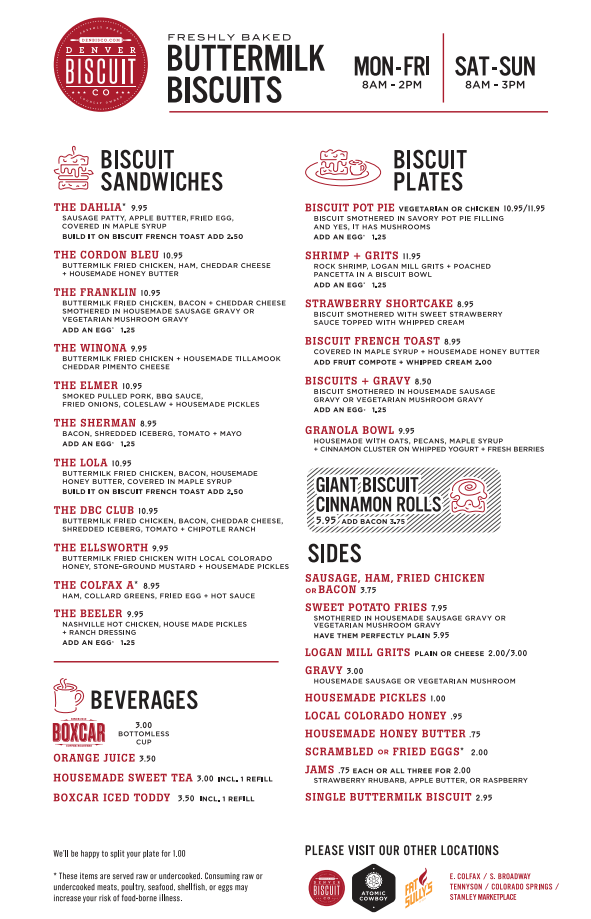 DENVERBISCO.COM
DENVER
BISCUIT
CO
FRESHLY BAKED
BUTTERMILK
BISCUITS
MON-FRI
8AM - 2PM
SAT-SUN
8AM - 3PM
BISCUIT
SANDWICHES
THE DAHLIA* 9.95
SAUSAGE PATTY, APPLE BUTTER, FRIED EGG,
COVERED IN MAPLE SYRUP
BUILD IT ON BISCUIT FRENCH TOAST ADD 2.50
THE CORDON BLEU 10.95
BUTTERMILK FRIED CHICKEN, HAM, CHEDDAR CHEESE
+ HOUSEMADE HONEY BUTTER
THE FRANKLIN 10.95
BUTTERMILK FRIED CHICKEN, BACON + CHEDDAR CHEESE
SMOTHERED IN HOUSEMADE SAUSAGE GRAVY OR
VEGETARIAN MUSHROOM GRAVY
ADD AN EGG* 1.25
THE WINONA 9.95
BUTTERMILK FRIED CHICKEN + HOUSEMADE TILLAMOOK
CHEDDAR PIMENTO CHEESE
THE ELMER 10.95
SMOKED PULLED PORK, BBQ SAUCE,
FRIED ONIONS, COLESLAW + HOUSEMADE PICKLES
THE SHERMAN 8.95
BACON, SHREDDED ICEBERG, TOMATO + MAYO
ADD AN EGG* 1.25
THE LOLA 10.95
BUTTERMILK FRIED CHICKEN, BACON, HOUSEMADE
HONEY BUTTER, COVERED IN MAPLE SYRUP
BUILD IT ON BISCUIT FRENCH TOAST ADD 2.50
THE DBC CLUB 10.95
BUTTERMILK FRIED CHICKEN, BACON, CHEDDAR CHEESE,
SHREDDED ICEBERG, TOMATO + CHIPOTLE RANCH
THE ELLSWORTH 9.95
BUTTERMILK FRIED CHICKEN WITH LOCAL COLORADO
HONEY, STONE-GROUND MUSTARD + HOUSEMADE PICKLES
THE COLFAX A* 8.95
HAM, COLLARD GREENS, FRIED EGG + HOT SAUCE
THE BEELER 9.95
NASHVILLE HOT CHICKEN, HOUSE MADE PICKLES
+ RANCH DRESSING
ADD AN EGG* 1.25
BEVERAGES
BOXCAR
3.00
BOTTOMLESS
CUP
ORANGE JUICE 3.50
HOUSEMADE SWEET TEA 3.00 INCL. 1 REFILL
BOXCAR ICED TODDY 3.50 INCL. 1 REFILL
We'll be happy to split your plate for 1.00
* These items are served raw or undercooked. Consuming raw or
undercooked meats, poultry, seafood, shellfish, or eggs may
increase your risk of food-borne illness.
BISCUIT
PLATES
BISCUIT POT PIE VEGETARIAN OR CHICKEN 10.95/11.95
BISCUIT SMOTHERED IN SAVORY POT PIE FILLING
AND YES, IT HAS MUSHROOMS
ADD AN EGG* 1.25
SHRIMP + GRITS 11.95
ROCK SHRIMP, LOGAN MILL GRITS + POACHED
PANCETTA IN A BISCUIT BOWL
ADD AN EGG* 1.25
STRAWBERRY SHORTCAKE 8.95
BISCUIT SMOTHERED WITH SWEET STRAWBERRY
SAUCE TOPPED WITH WHIPPED CREAM
BISCUIT FRENCH TOAST 8.95
COVERED IN MAPLE SYRUP + HOUSEMADE HONEY BUTTER
ADD FRUIT COMPOTE + WHIPPED CREAM 2.00
BISCUITS + GRAVY 8.50
BISCUIT SMOTHERED IN HOUSEMADE SAUSAGE
GRAVY OR VEGETARIAN MUSHROOM GRAVY
ADD AN EGG* 1.25
GRANOLA BOWL 9.95
HOUSEMADE WITH OATS, PECANS, MAPLE SYRUP
+ CINNAMON CLUSTER ON WHIPPED YOGURT + FRESH BERRIES
GIANT BISCUIT
CINNAMON ROLLS
5.95/ADD BACON 3.75
SIDES
SAUSAGE, HAM, FRIED CHICKEN
OR BACON 3.75
SWEET POTATO FRIES 7.95
SMOTHERED IN HOUSEMADE SAUSAGE GRAVY OR
VEGETARIAN MUSHROOM GRAVY
HAVE THEM PERFECTLY PLAIN 5.95
LOGAN MILL GRITS PLAIN OR CHEESE 2.00/3.00
GRAVY 3.00
HOUSEMADE SAUSAGE OR VEGETARIAN MUSHROOM
HOUSEMADE PICKLES 1.00
LOCAL COLORADO HONEY .95
HOUSEMADE HONEY BUTTER .75
SCRAMBLED OR FRIED EGGS* 2.00
JAMS .75 EACH OR ALL THREE FOR 2.00
STRAWBERRY RHUBARB, APPLE BUTTER, OR RASPBERRY
SINGLE BUTTERMILK BISCUIT 2.95
PLEASE VISIT OUR OTHER LOCATIONS
DENVER
BISCUIT
CO
ATOMIC
COWBOY
FAT
SULLY'S
E. COLFAX / S. BROADWAY
TENNYSON / COLORADO SPRINGS /
STANLEY MARKETPLACE